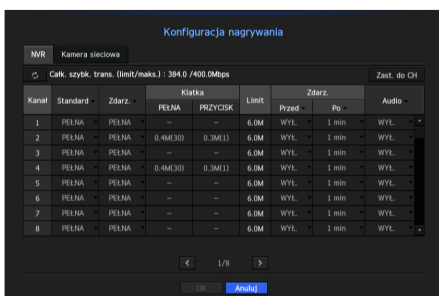 Konfiguracja nagrywania
NVR Kamera sieciowa
Całk. szybk. trans. (limit/maks.) : 384.0 /400.0Mbps Zast. do CH
Kanał Standard Zdarz. Klatka Limit Zdarz. Audio
PEŁNA PRZYCISK Przed Po
1 PEŁNA PEŁNA – – 6.0M WYŁ. 1 min WYŁ.
2 PEŁNA PEŁNA 0.4M(30) 0.3M(1) 6.0M WYŁ. 1 min WYŁ.
3 PEŁNA PEŁNA – – 6.0M WYŁ. 1 min WYŁ.
4 PEŁNA PEŁNA 0.4M(30) 0.3M(1) 6.0M WYŁ. 1 min WYŁ.
5 PEŁNA PEŁNA – – 6.0M WYŁ. 1 min WYŁ.
6 PEŁNA PEŁNA – – 6.0M WYŁ. 1 min WYŁ.
7 PEŁNA PEŁNA – – 6.0M WYŁ. 1 min WYŁ.
8 PEŁNA PEŁNA – – 6.0M WYŁ. 1 min WYŁ.
< 1/8 >
OK Anuluj